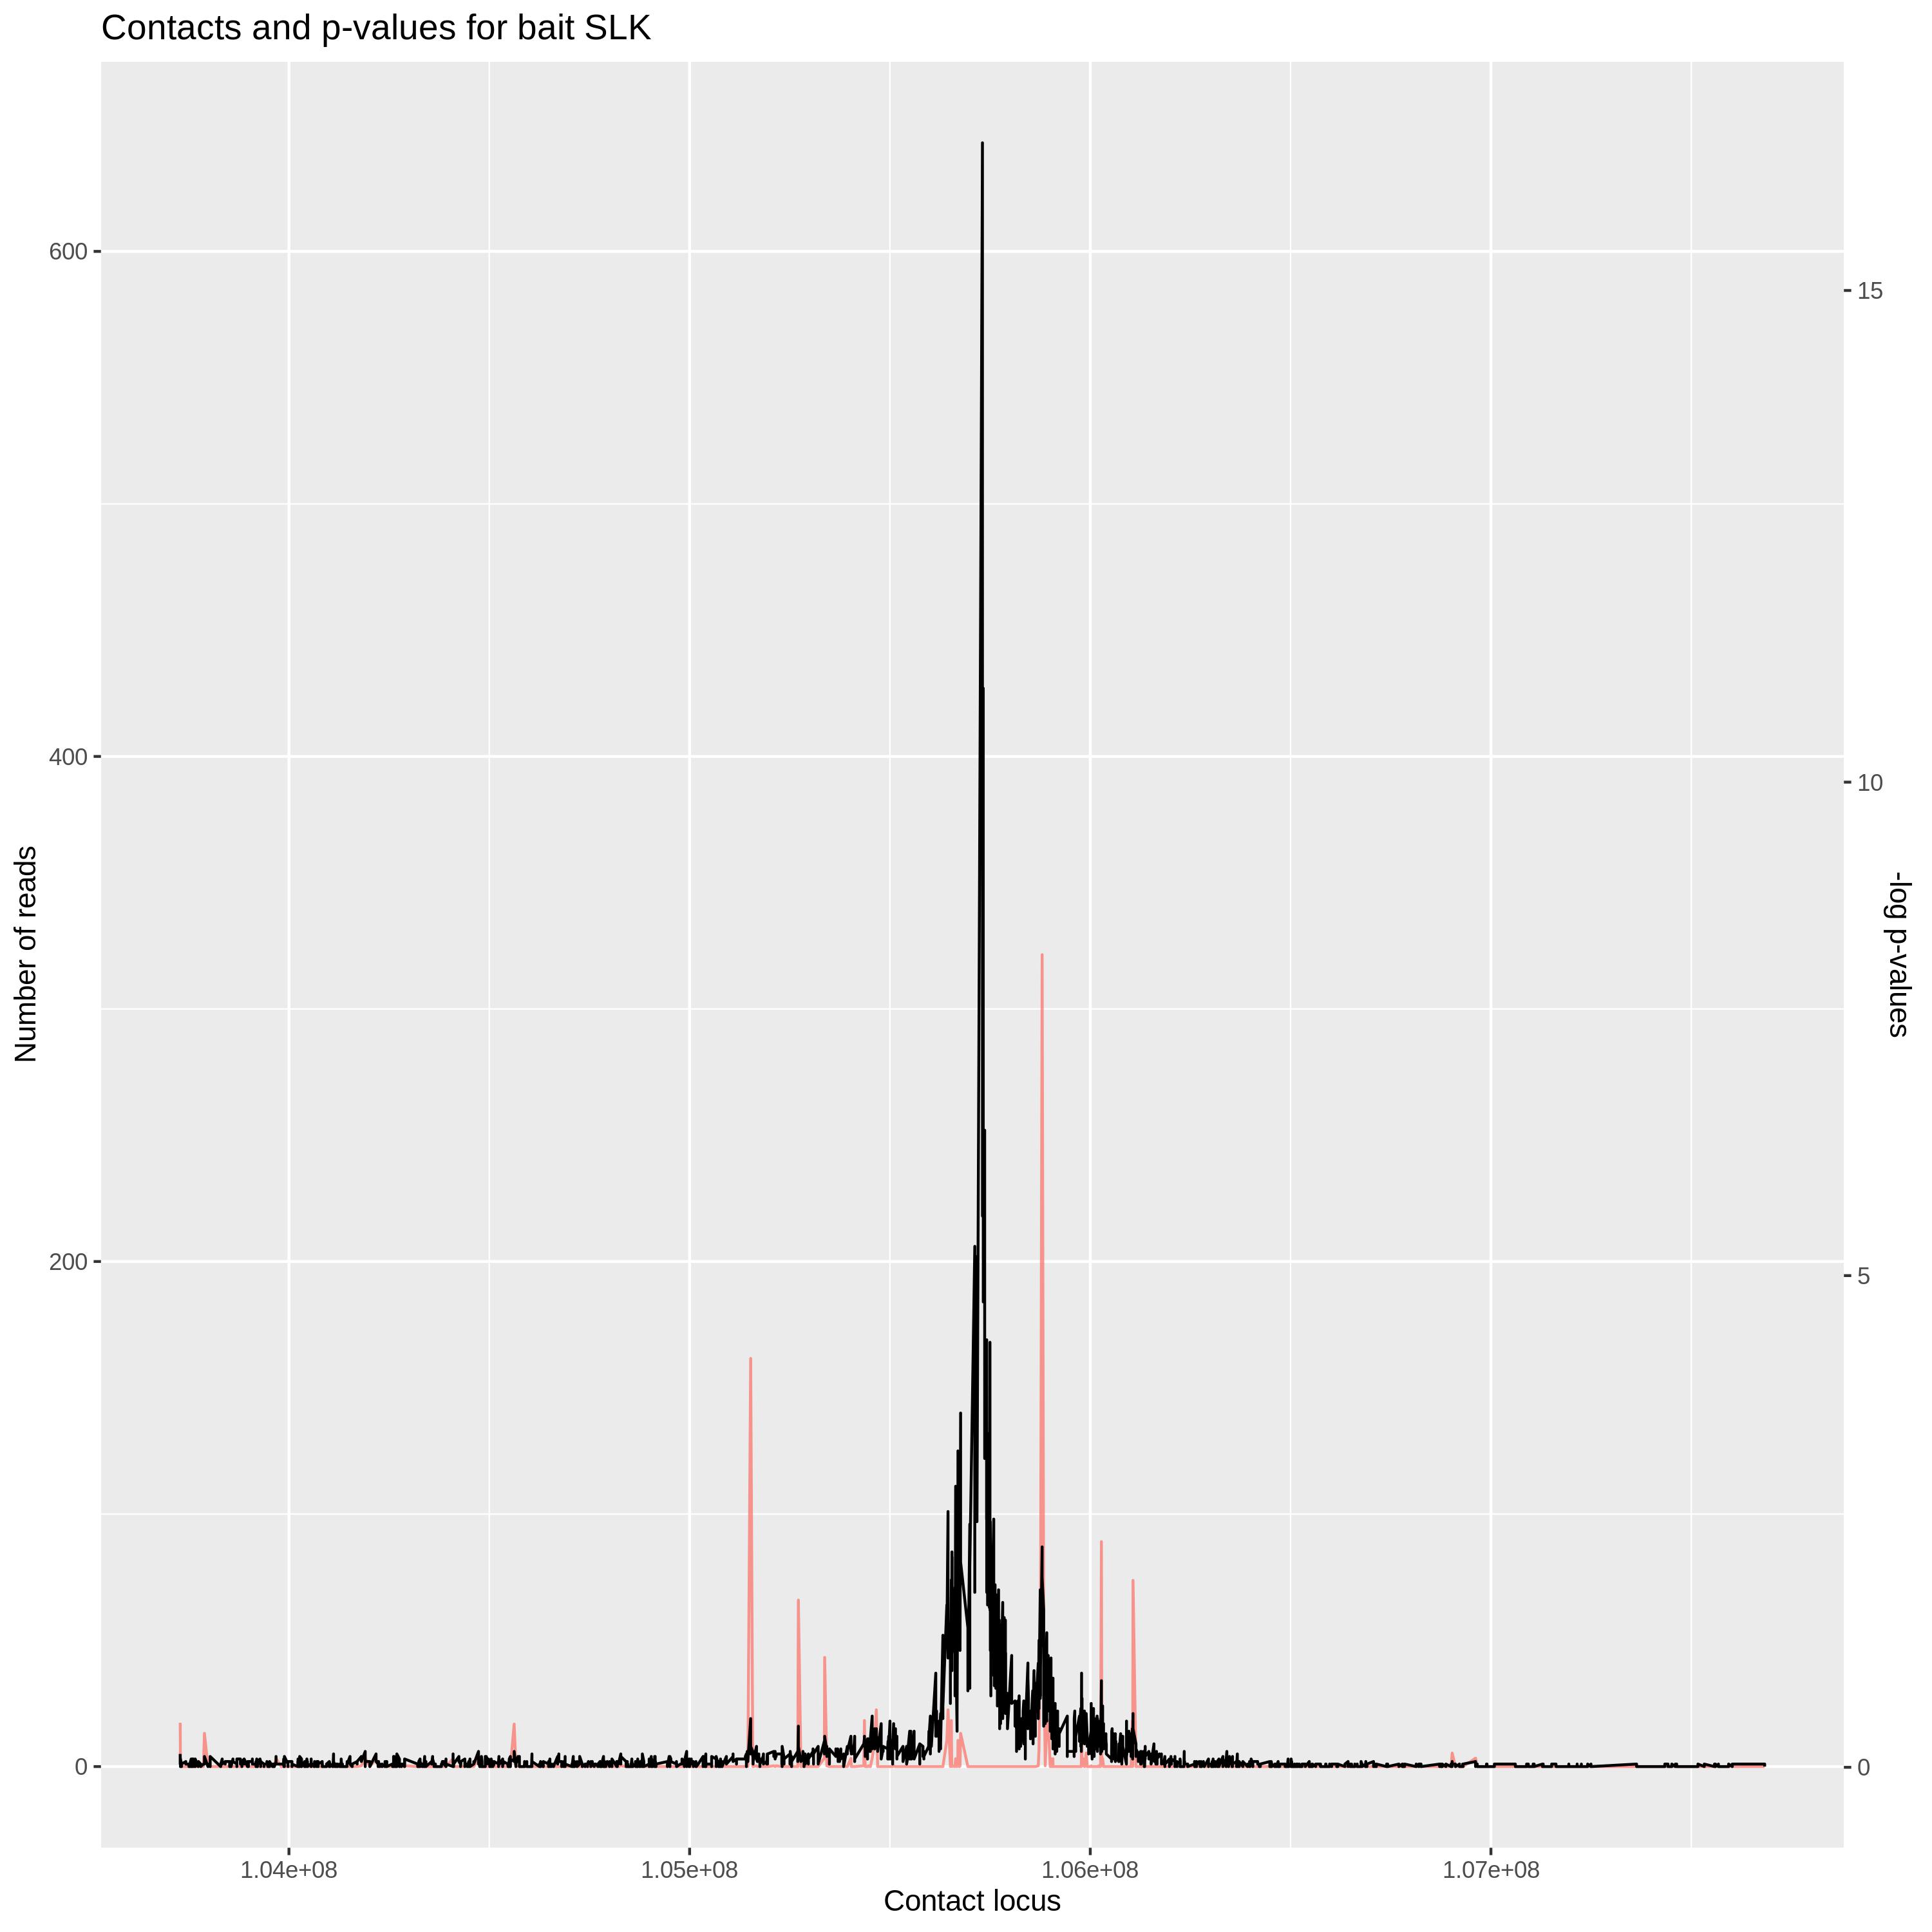 Contacts and p-values for bait SLK
600
400
200
0
Number of reads
15
10
5
0
-log p-values
1.04e+08
1.05e+08
1.06e+08
1.07e+08
Contact locus